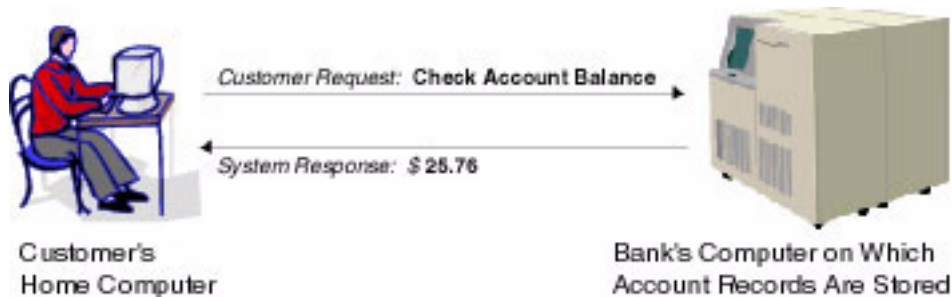 Customer Request: Check Account Balance
System Response: $ 25.76
Customer's
Home Computer
Bank's Computer on Which
Account Records Are Stored